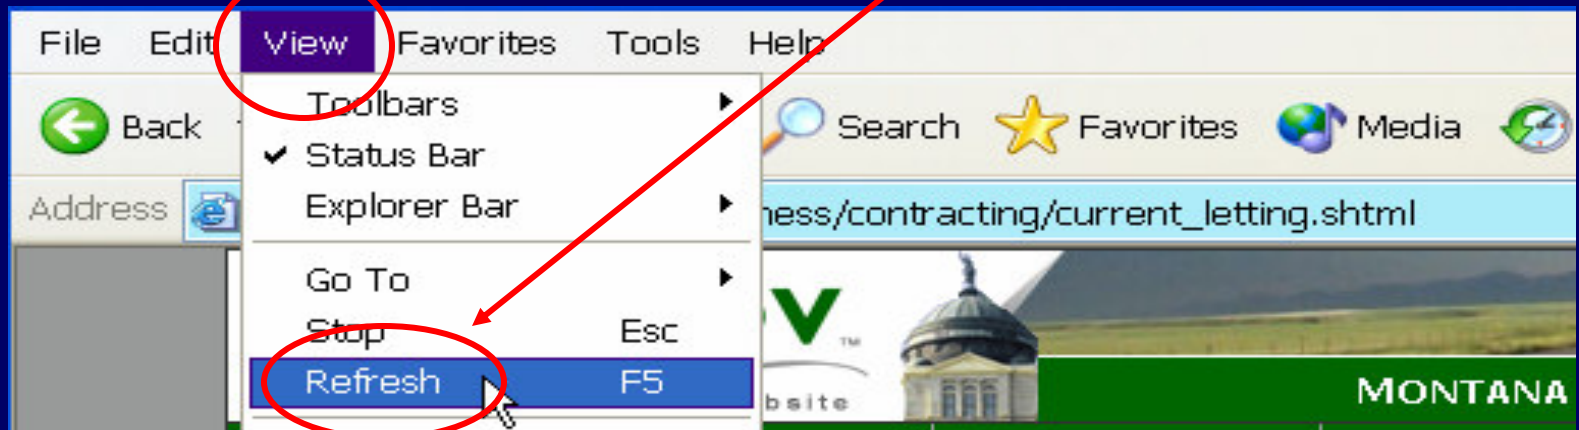 File Edit View Favorites Tools Help
Back Search Favorites Media
Toolbars
✔ Status Bar
Explorer Bar
Address ness/contracting/current_letting.shtml
Go To
Stop Esc
Refresh F5
V ™
bsite
MONTANA